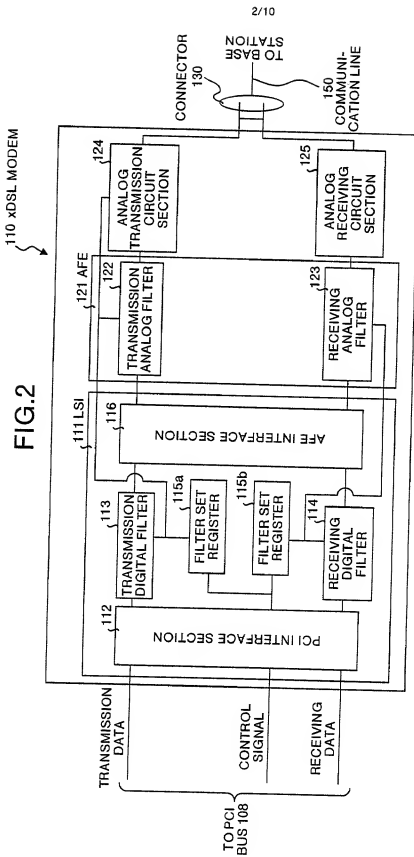 2/10
FIG.2
110 xDSL MODEM
TO BASE
STATION
CONNECTOR
130
150
COMMUNI-
CATION LINE
124
ANALOG
TRANSMISSION
CIRCUIT
SECTION
125
ANALOG
RECEIVING
CIRCUIT
SECTION
121 AFE
122
TRANSMISSION
ANALOG FILTER
123
RECEIVING
ANALOG
FILTER
111 LSI
116
AFE INTERFACE SECTION
113
TRANSMISSION
DIGITAL FILTER
115a
FILTER SET
REGISTER
115b
FILTER SET
REGISTER
114
RECEIVING
DIGITAL
FILTER
112
PCI INTERFACE SECTION
TRANSMISSION
DATA
CONTROL
SIGNAL
RECEIVING
DATA
TO PCI
BUS 108